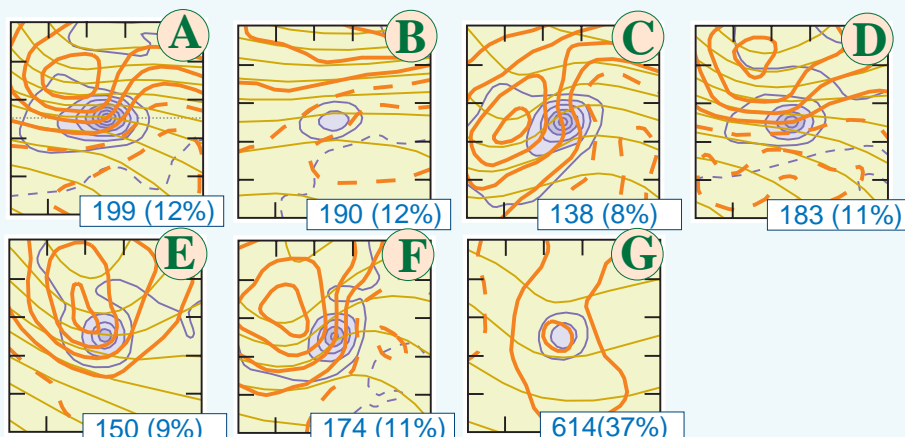 A
B
C
D
199 (12%)
190 (12%)
138 (8%)
183 (11%)
E
F
G
150 (9%)
174 (11%)
614(37%)